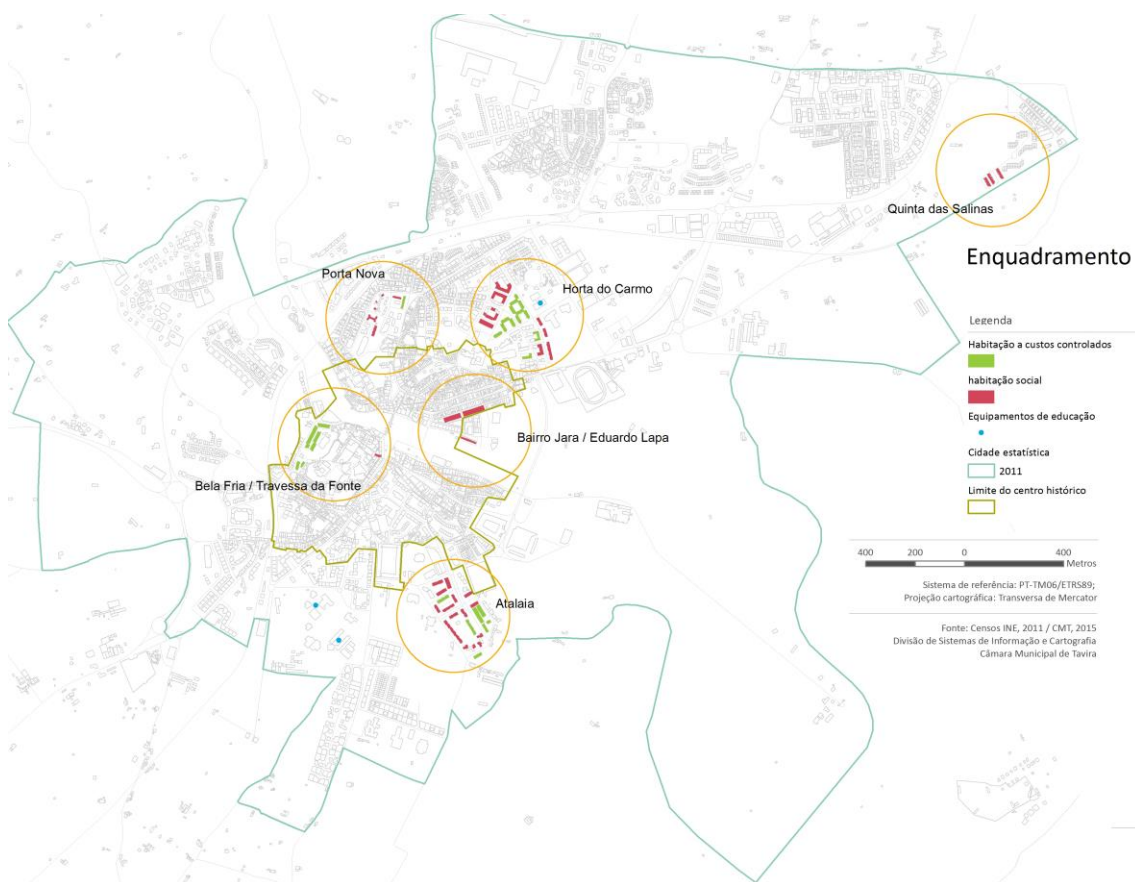 Quinta das Salinas
Porta Nova
Horta do Carmo
Bairro Jara / Eduardo Lapa
Bela Fria / Travessa da Fonte
Atalaia
Enquadramento
Legenda
Habitação a custos controlados
habitação social
Equipamentos de educação
Cidade estatística
2011
Limite do centro histórico
400 200 0 400
Metros
Sistema de referência: PT-TM06/ETRS89;
Projeção cartográfica: Transversa de Mercator
Fonte: Censos INE, 2011 / CMT, 2015
Divisão de Sistemas de Informação e Cartografia
Câmara Municipal de Tavira